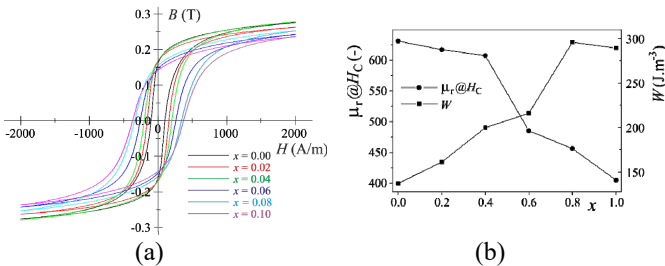 B (T)
0.3
0.2
0.1
0.0
-0.1
-0.2
-0.3
-2000
-1000
0
1000
2000
H (A/m)
x = 0.00
x = 0.02
x = 0.04
x = 0.06
x = 0.08
x = 0.10
(a)
μr@HC (-)
600
550
500
450
400
μr@HC
W
0.0
0.2
0.4
0.6
0.8
1.0
x
300
250
200
150
W(J.m-3)
(b)